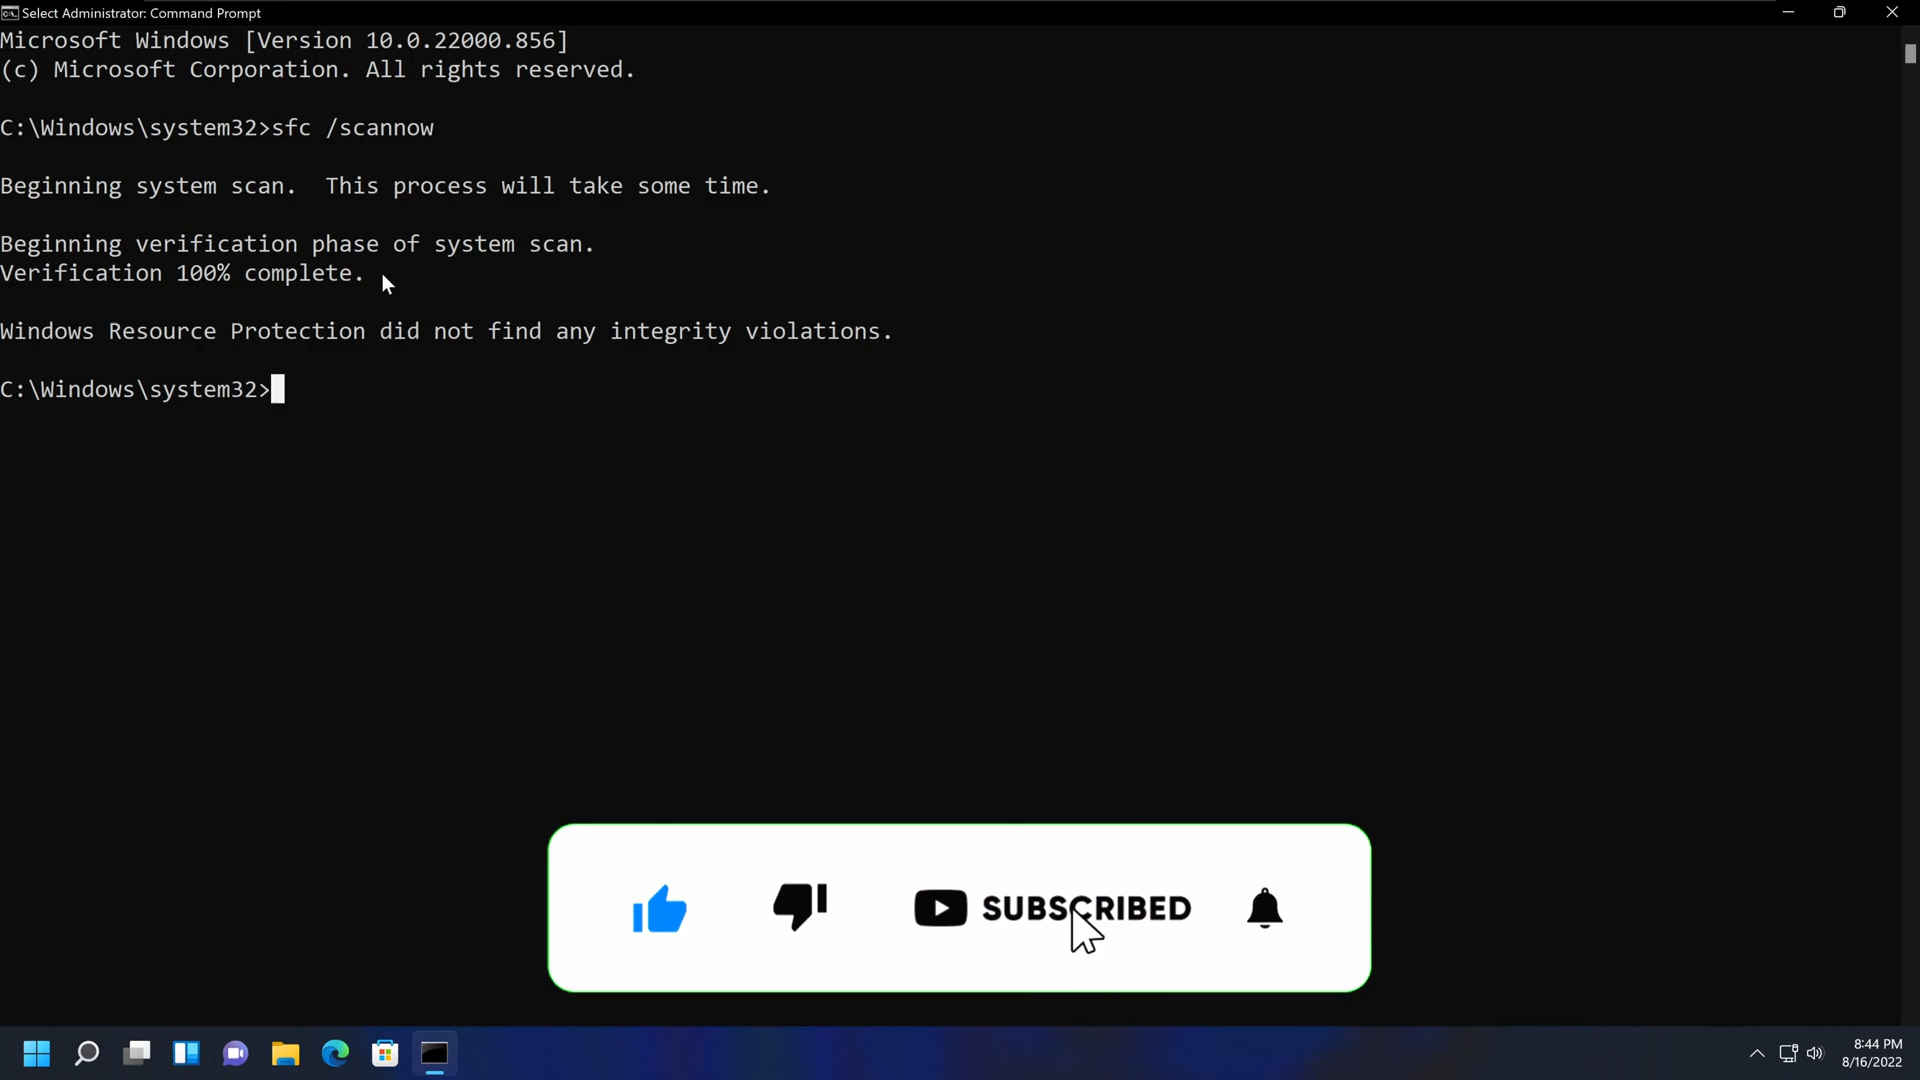 Select Administrator: Command Prompt
Microsoft Windows [Version 10.0.22000.856]
(c) Microsoft Corporation. All rights reserved.
C:\Windows\system32>sfc /scannow
Beginning system scan.  This process will take some time.
Beginning verification phase of system scan.
Verification 100% complete.
Windows Resource Protection did not find any integrity violations.
C:\Windows\system32>
SUBSCRIBED
8:44 PM
8/16/2022